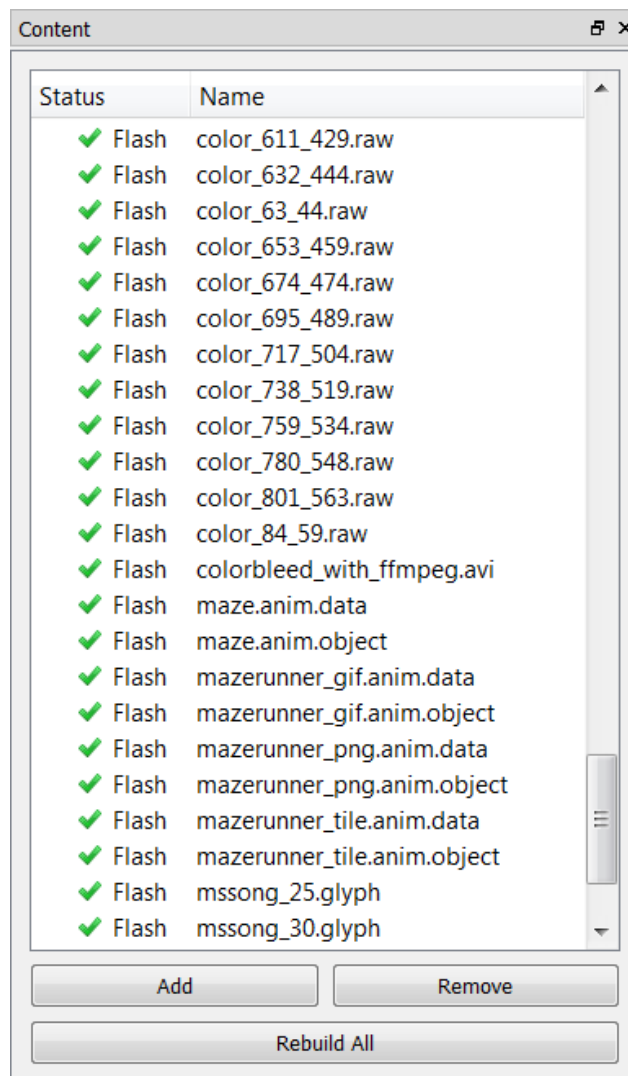 Content
Status Name
Flash color_611_429.raw
Flash color_632_444.raw
Flash color_63_44.raw
Flash color_653_459.raw
Flash color_674_474.raw
Flash color_695_489.raw
Flash color_717_504.raw
Flash color_738_519.raw
Flash color_759_534.raw
Flash color_780_548.raw
Flash color_801_563.raw
Flash color_84_59.raw
Flash colorbleed_with_ffmpeg.avi
Flash maze.anim.data
Flash maze.anim.object
Flash mazerunner_gif.anim.data
Flash mazerunner_gif.anim.object
Flash mazerunner_png.anim.data
Flash mazerunner_png.anim.object
Flash mazerunner_tile.anim.data
Flash mazerunner_tile.anim.object
Flash mssong_25.glyph
Flash mssong_30.glyph
Add Remove
Rebuild All